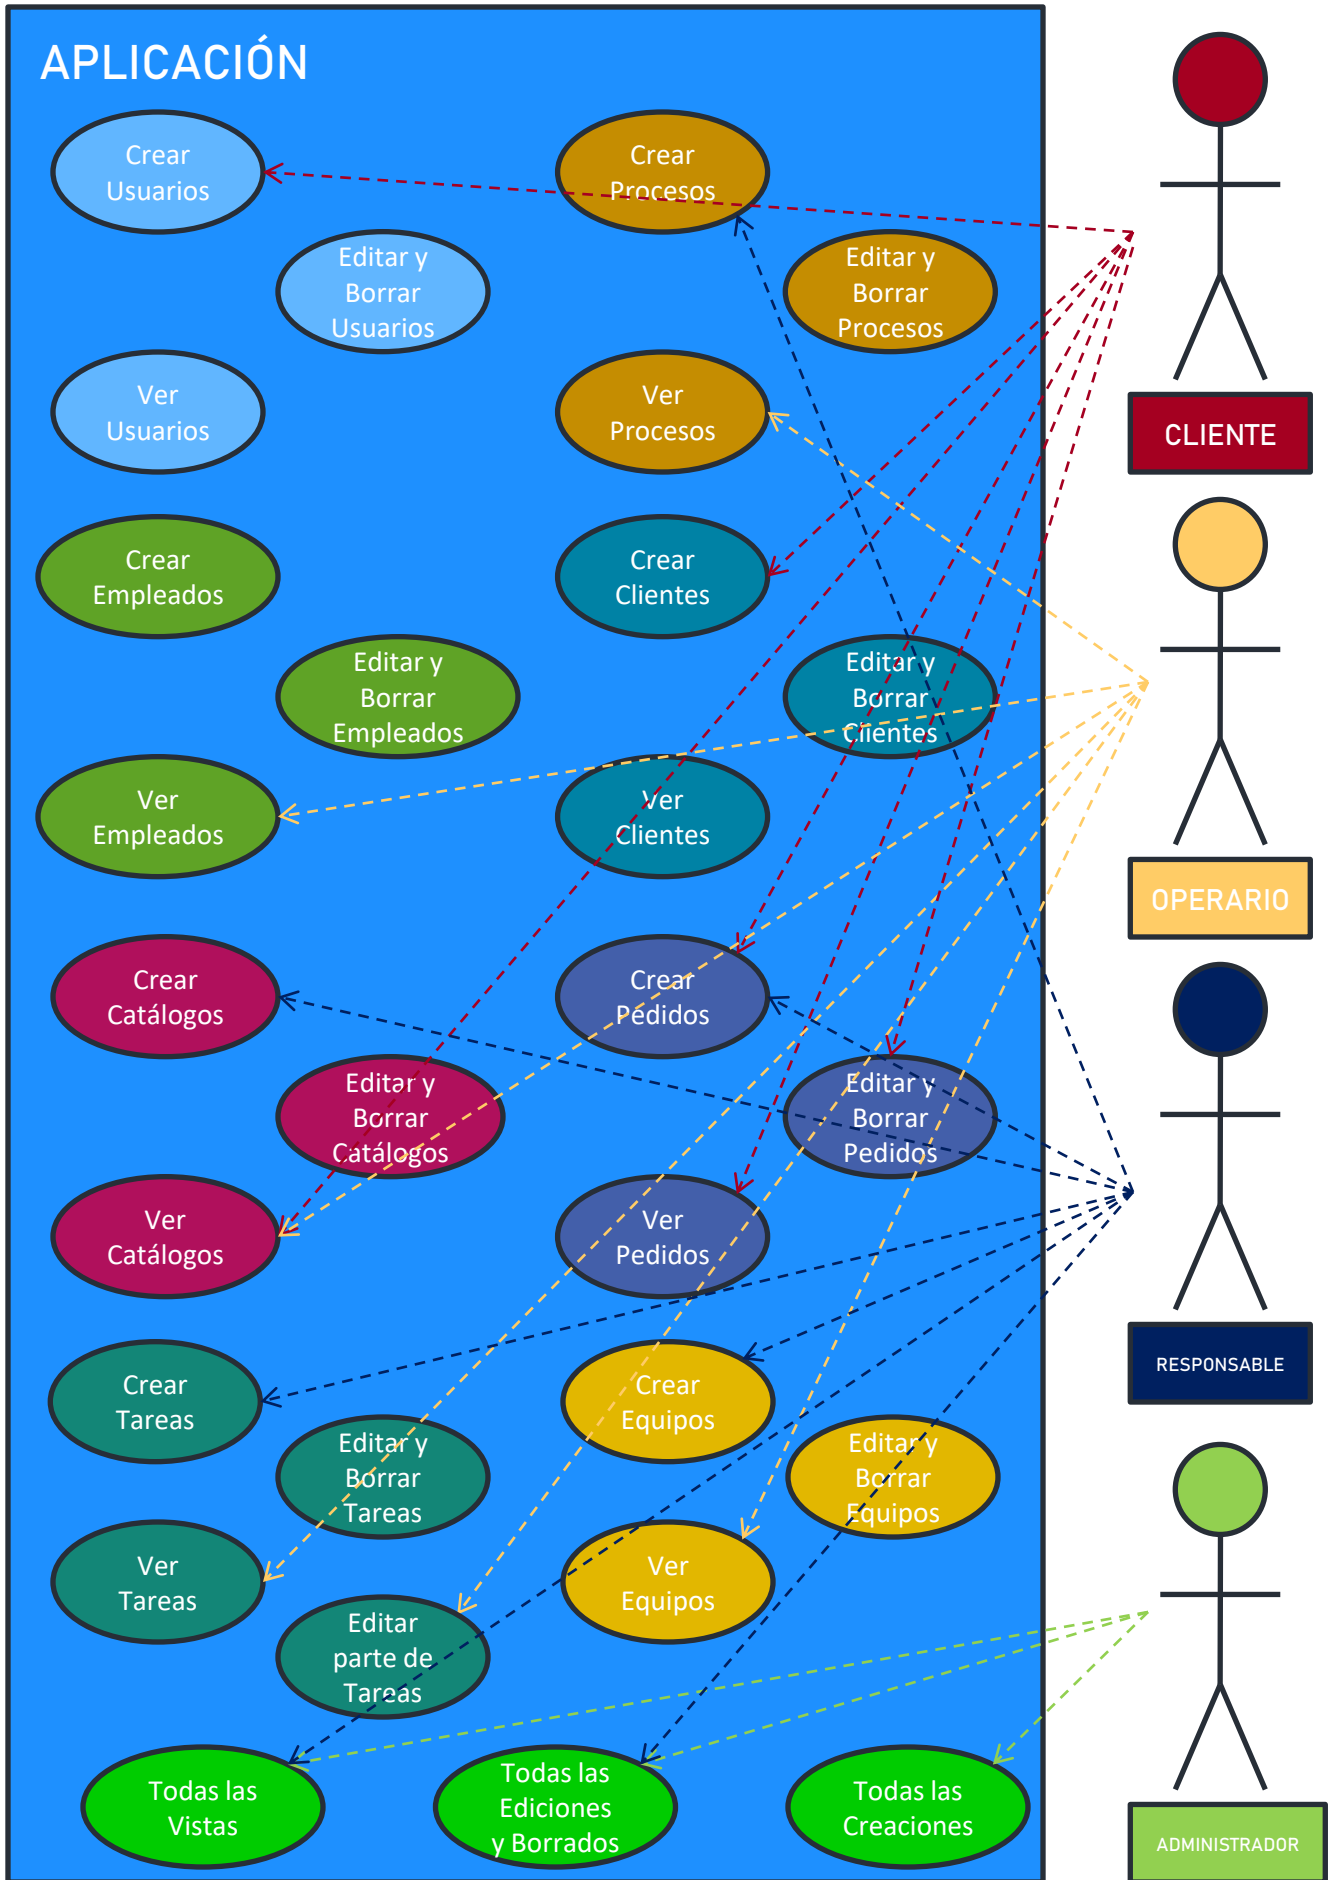 APLICACIÓN
Crear
Usuarios
Crear
Procesos
Editar y
Borrar
Usuarios
Editar y
Borrar
Procesos
Ver
Usuarios
Ver
Procesos
CLIENTE
Crear
Empleados
Crear
Clientes
Editar y
Borrar
Empleados
Editar y
Borrar
Clientes
Ver
Empleados
Ver
Clientes
OPERARIO
Crear
Catálogos
Crear
Pedidos
Editar y
Borrar
Catálogos
Editar y
Borrar
Pedidos
Ver
Catálogos
Ver
Pedidos
RESPONSABLE
Crear
Tareas
Crear
Equipos
Editar y
Borrar
Tareas
Editar y
Borrar
Equipos
Ver
Tareas
Ver
Equipos
Editar
parte de
Tareas
Todas las
Vistas
Todas las
Ediciones
y Borrados
Todas las
Creaciones
ADMINISTRADOR